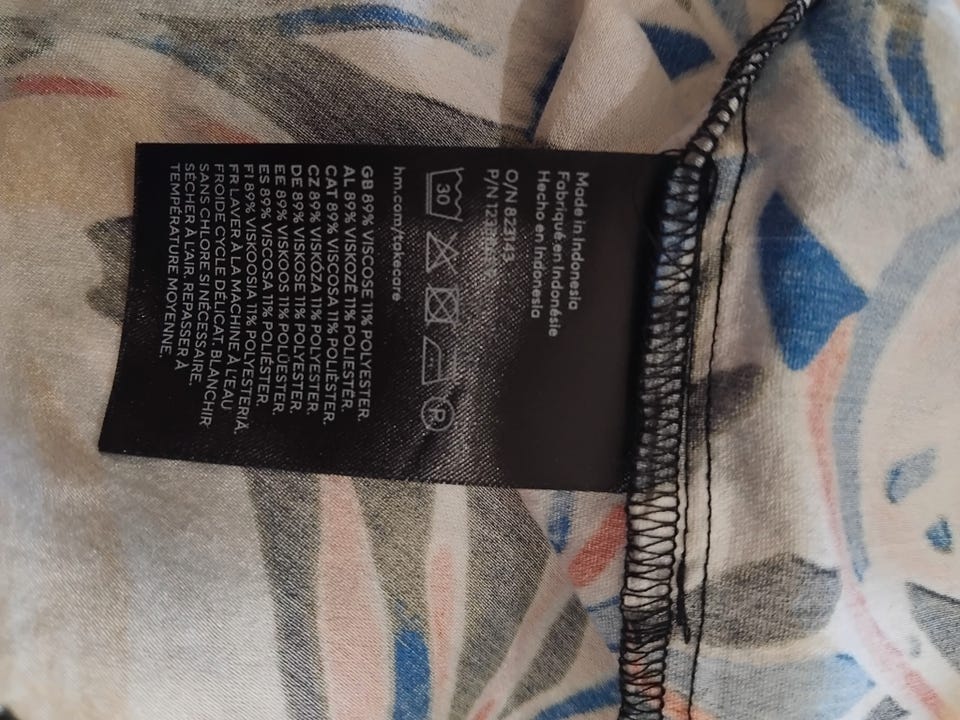 Made in Indonesia
Fabriqué en Indonésie
Hecho en Indonesia
O/N 823143
P/N
30
P
hm.com/takecare
GB 89% VISCOSE 11% POLYESTER.
AL 89% VISKOZË 11% POLIESTER.
CAT 89% VISCOSA 11% POLIÈSTER.
CZ 89% VISKÓZA 11% POLYESTER.
DE 89% VISKOSE 11% POLYESTER.
EE 89% VISKOOS 11% POLÜESTER.
ES 89% VISCOSA 11% POLIÉSTER.
FI 89% VISKOOSIA 11% POLYESTERIÄ.
FR LAVER À LA MACHINE À L'EAU
FROIDE CYCLE DÉLICAT, BLANCHIR
SANS CHLORE SI NÉCESSAIRE,
SÉCHER À L'AIR, REPASSER À
TEMPÉRATURE MOYENNE.